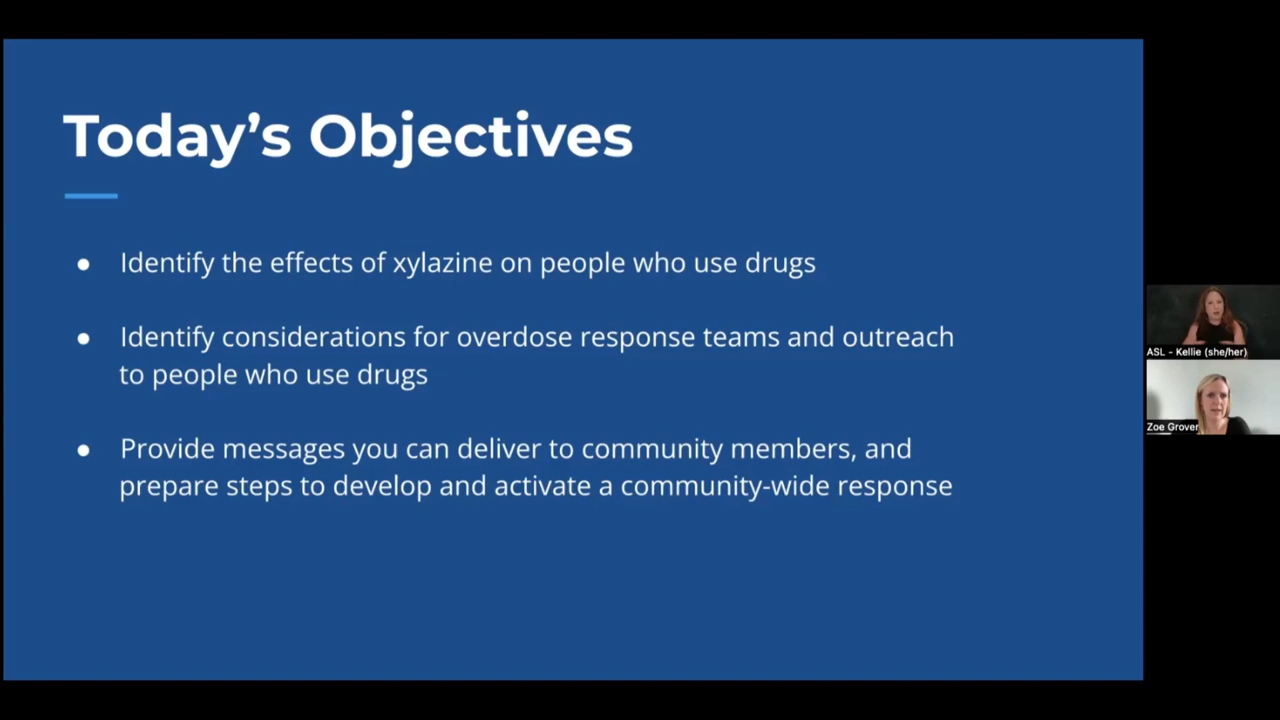 Today's Objectives
● Identify the effects of xylazine on people who use drugs
● Identify considerations for overdose response teams and outreach
to people who use drugs
● Provide messages you can deliver to community members, and
prepare steps to develop and activate a community-wide response
ASL - Kellie (she/her)
Zoe Grover